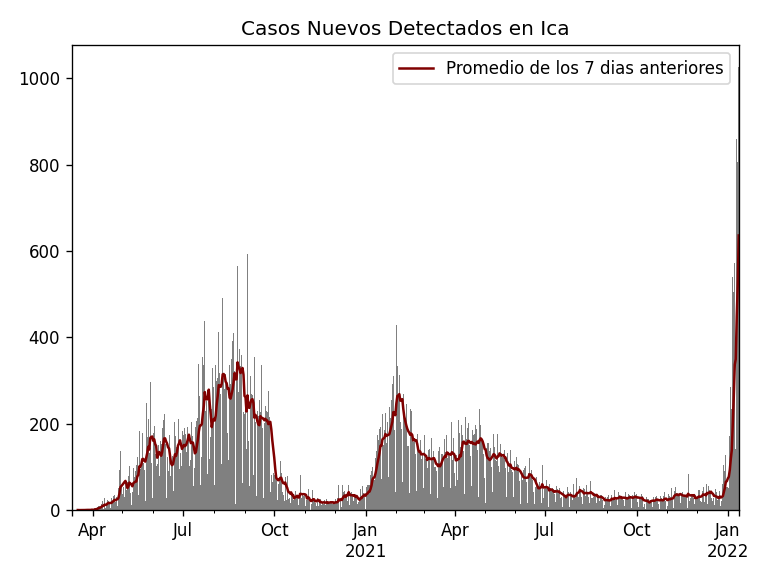 Casos Nuevos Detectados en Ica
Promedio de los 7 dias anteriores
1000
800
600
400
200
0
Apr Jul Oct Jan Apr Jul Oct Jan
2021 2022